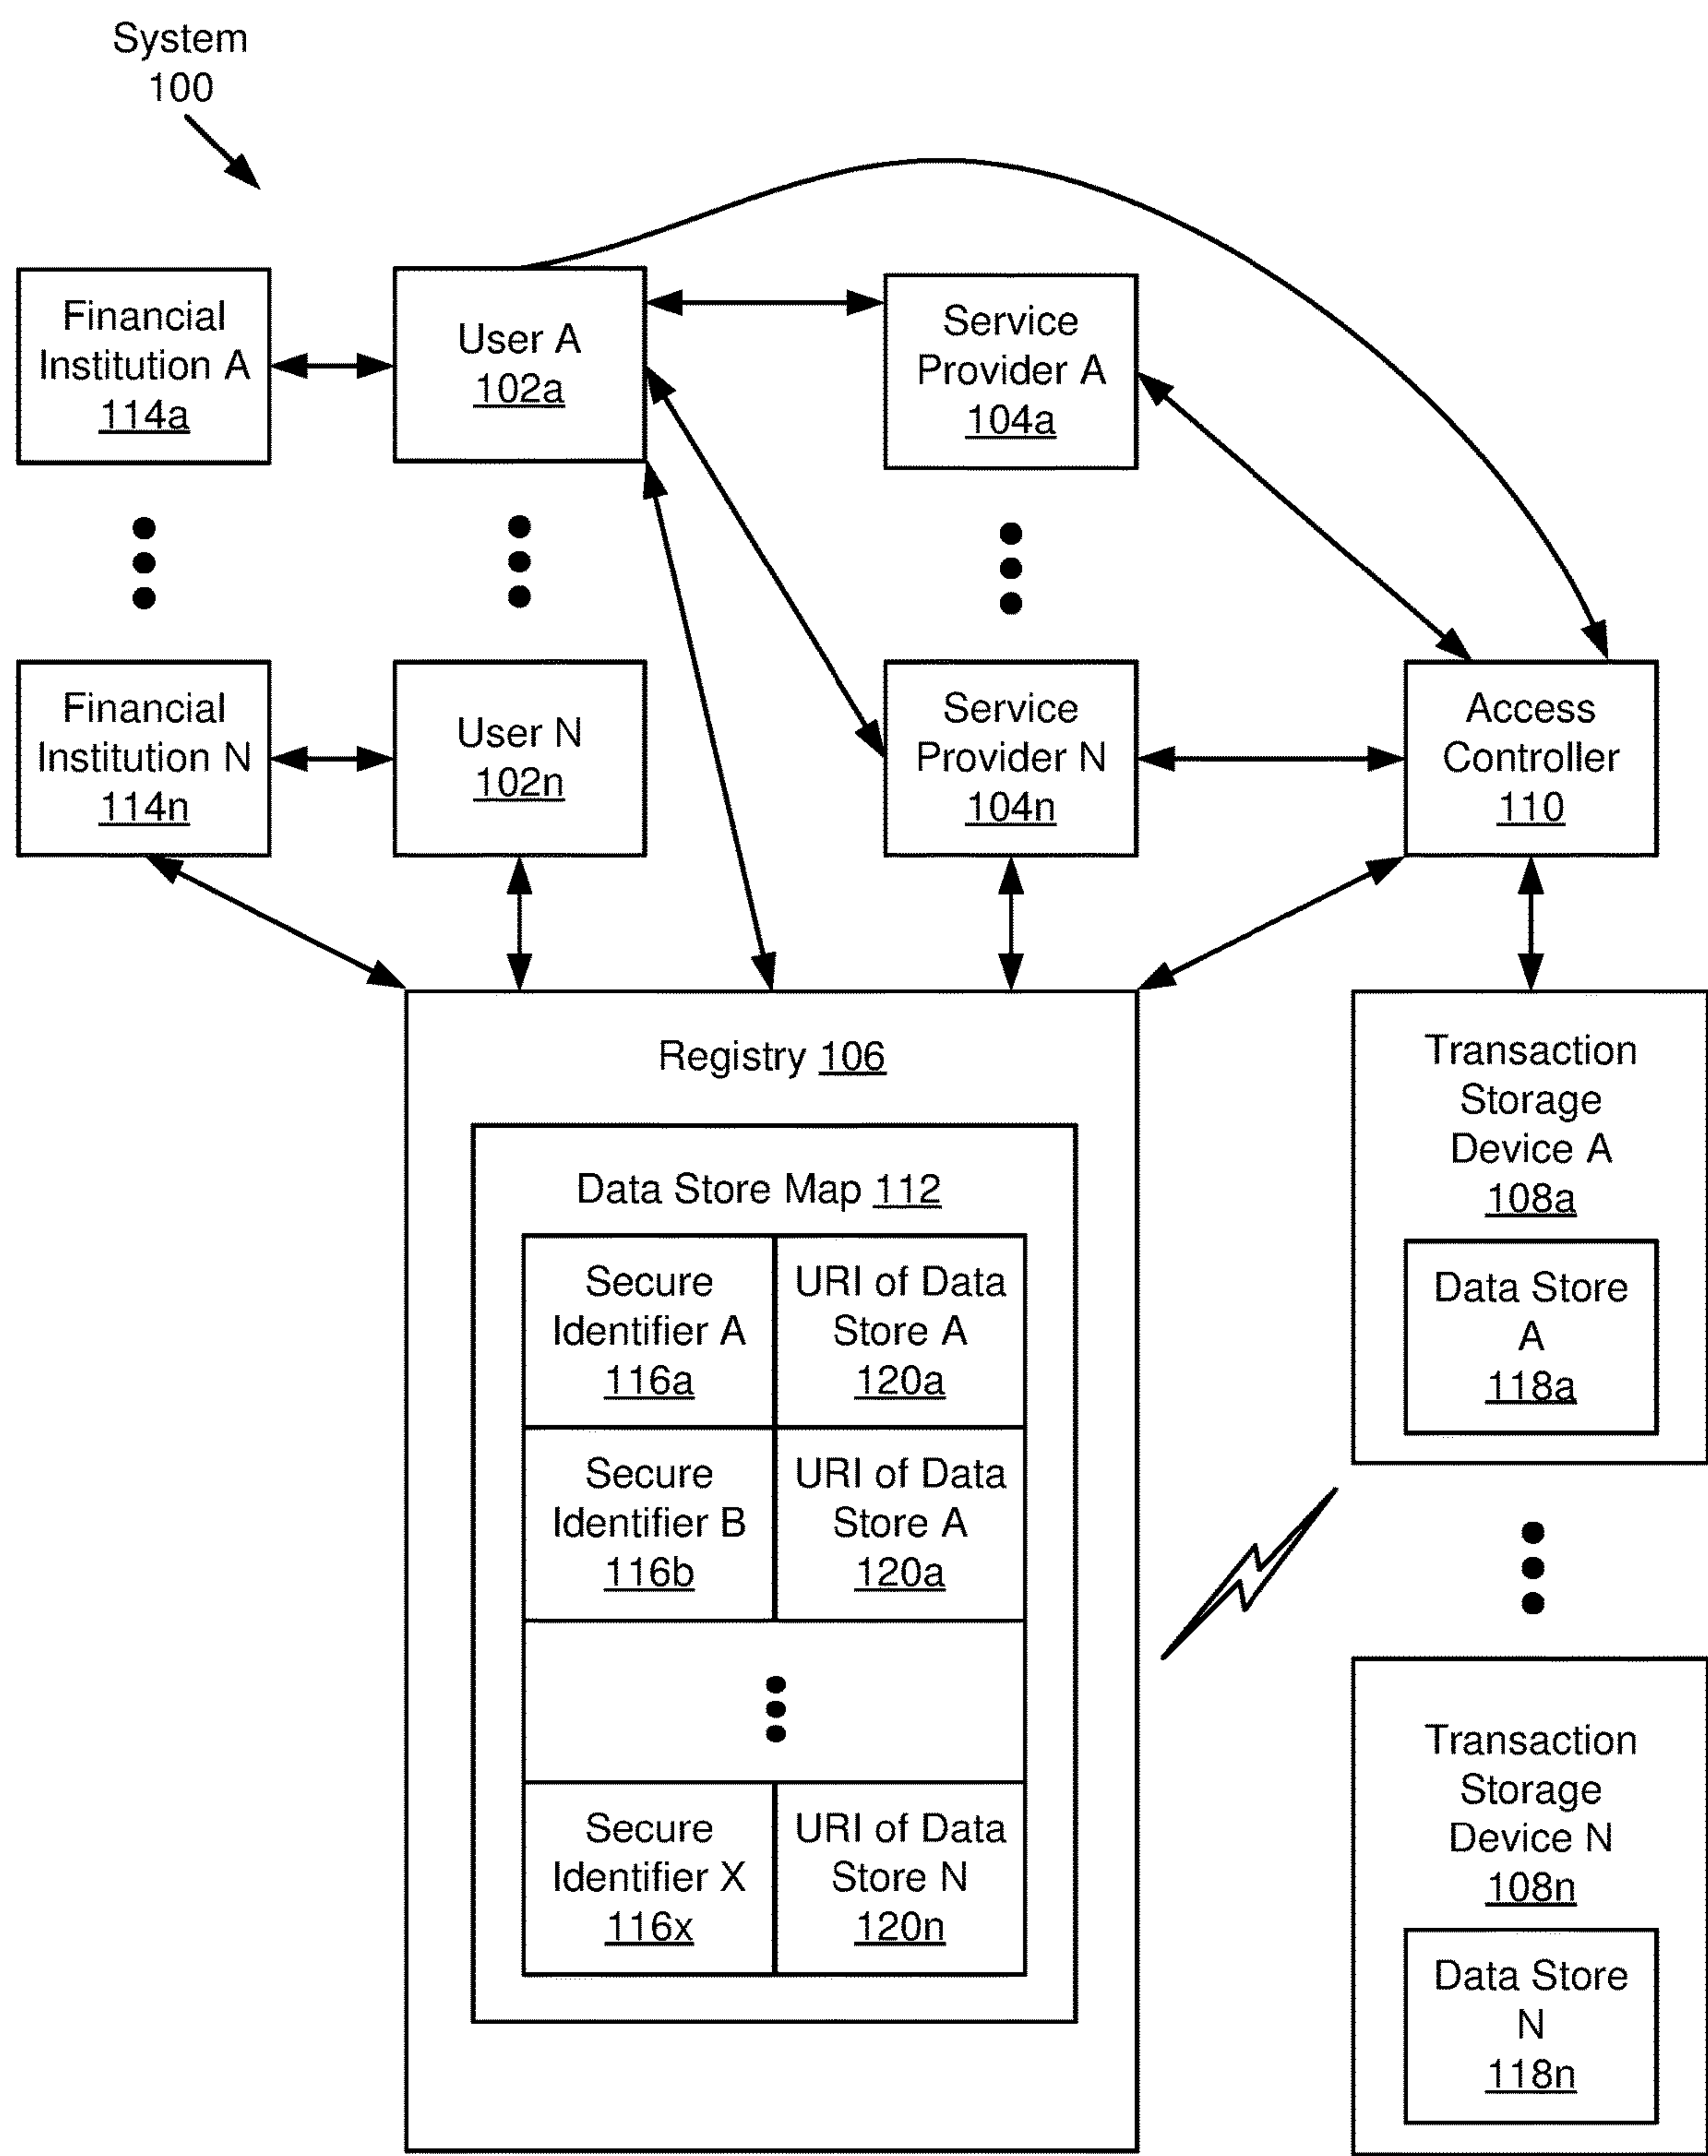 System
100
Financial
Institution A
114a
User A
102a
Service
Provider A
104a
Financial
Institution N
114n
User N
102n
Service
Provider N
104n
Access
Controller
110
Registry 106
Data Store Map 112
Secure
Identifier A
116a
URI of Data
Store A
120a
Secure
Identifier B
116b
URI of Data
Store A
120a
Secure
Identifier X
116x
URI of Data
Store N
120n
Transaction
Storage
Device A
108a
Data Store
A
118a
Transaction
Storage
Device N
108n
Data Store
N
118n